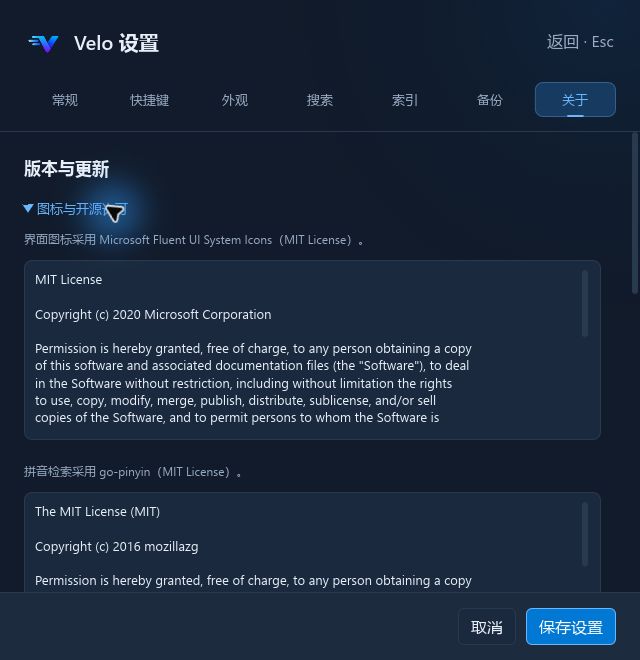 Velo 设置
返回 · Esc
常规 快捷键 外观 搜索 索引 备份 关于
版本与更新
图标与开源许可
界面图标采用 Microsoft Fluent UI System Icons（MIT License）。
MIT License
Copyright (c) 2020 Microsoft Corporation
Permission is hereby granted, free of charge, to any person obtaining a copy
of this software and associated documentation files (the "Software"), to deal
in the Software without restriction, including without limitation the rights
to use, copy, modify, merge, publish, distribute, sublicense, and/or sell
copies of the Software, and to permit persons to whom the Software is
拼音检索采用 go-pinyin（MIT License）。
The MIT License (MIT)
Copyright (c) 2016 mozillazg
Permission is hereby granted, free of charge, to any person obtaining a copy
取消
保存设置